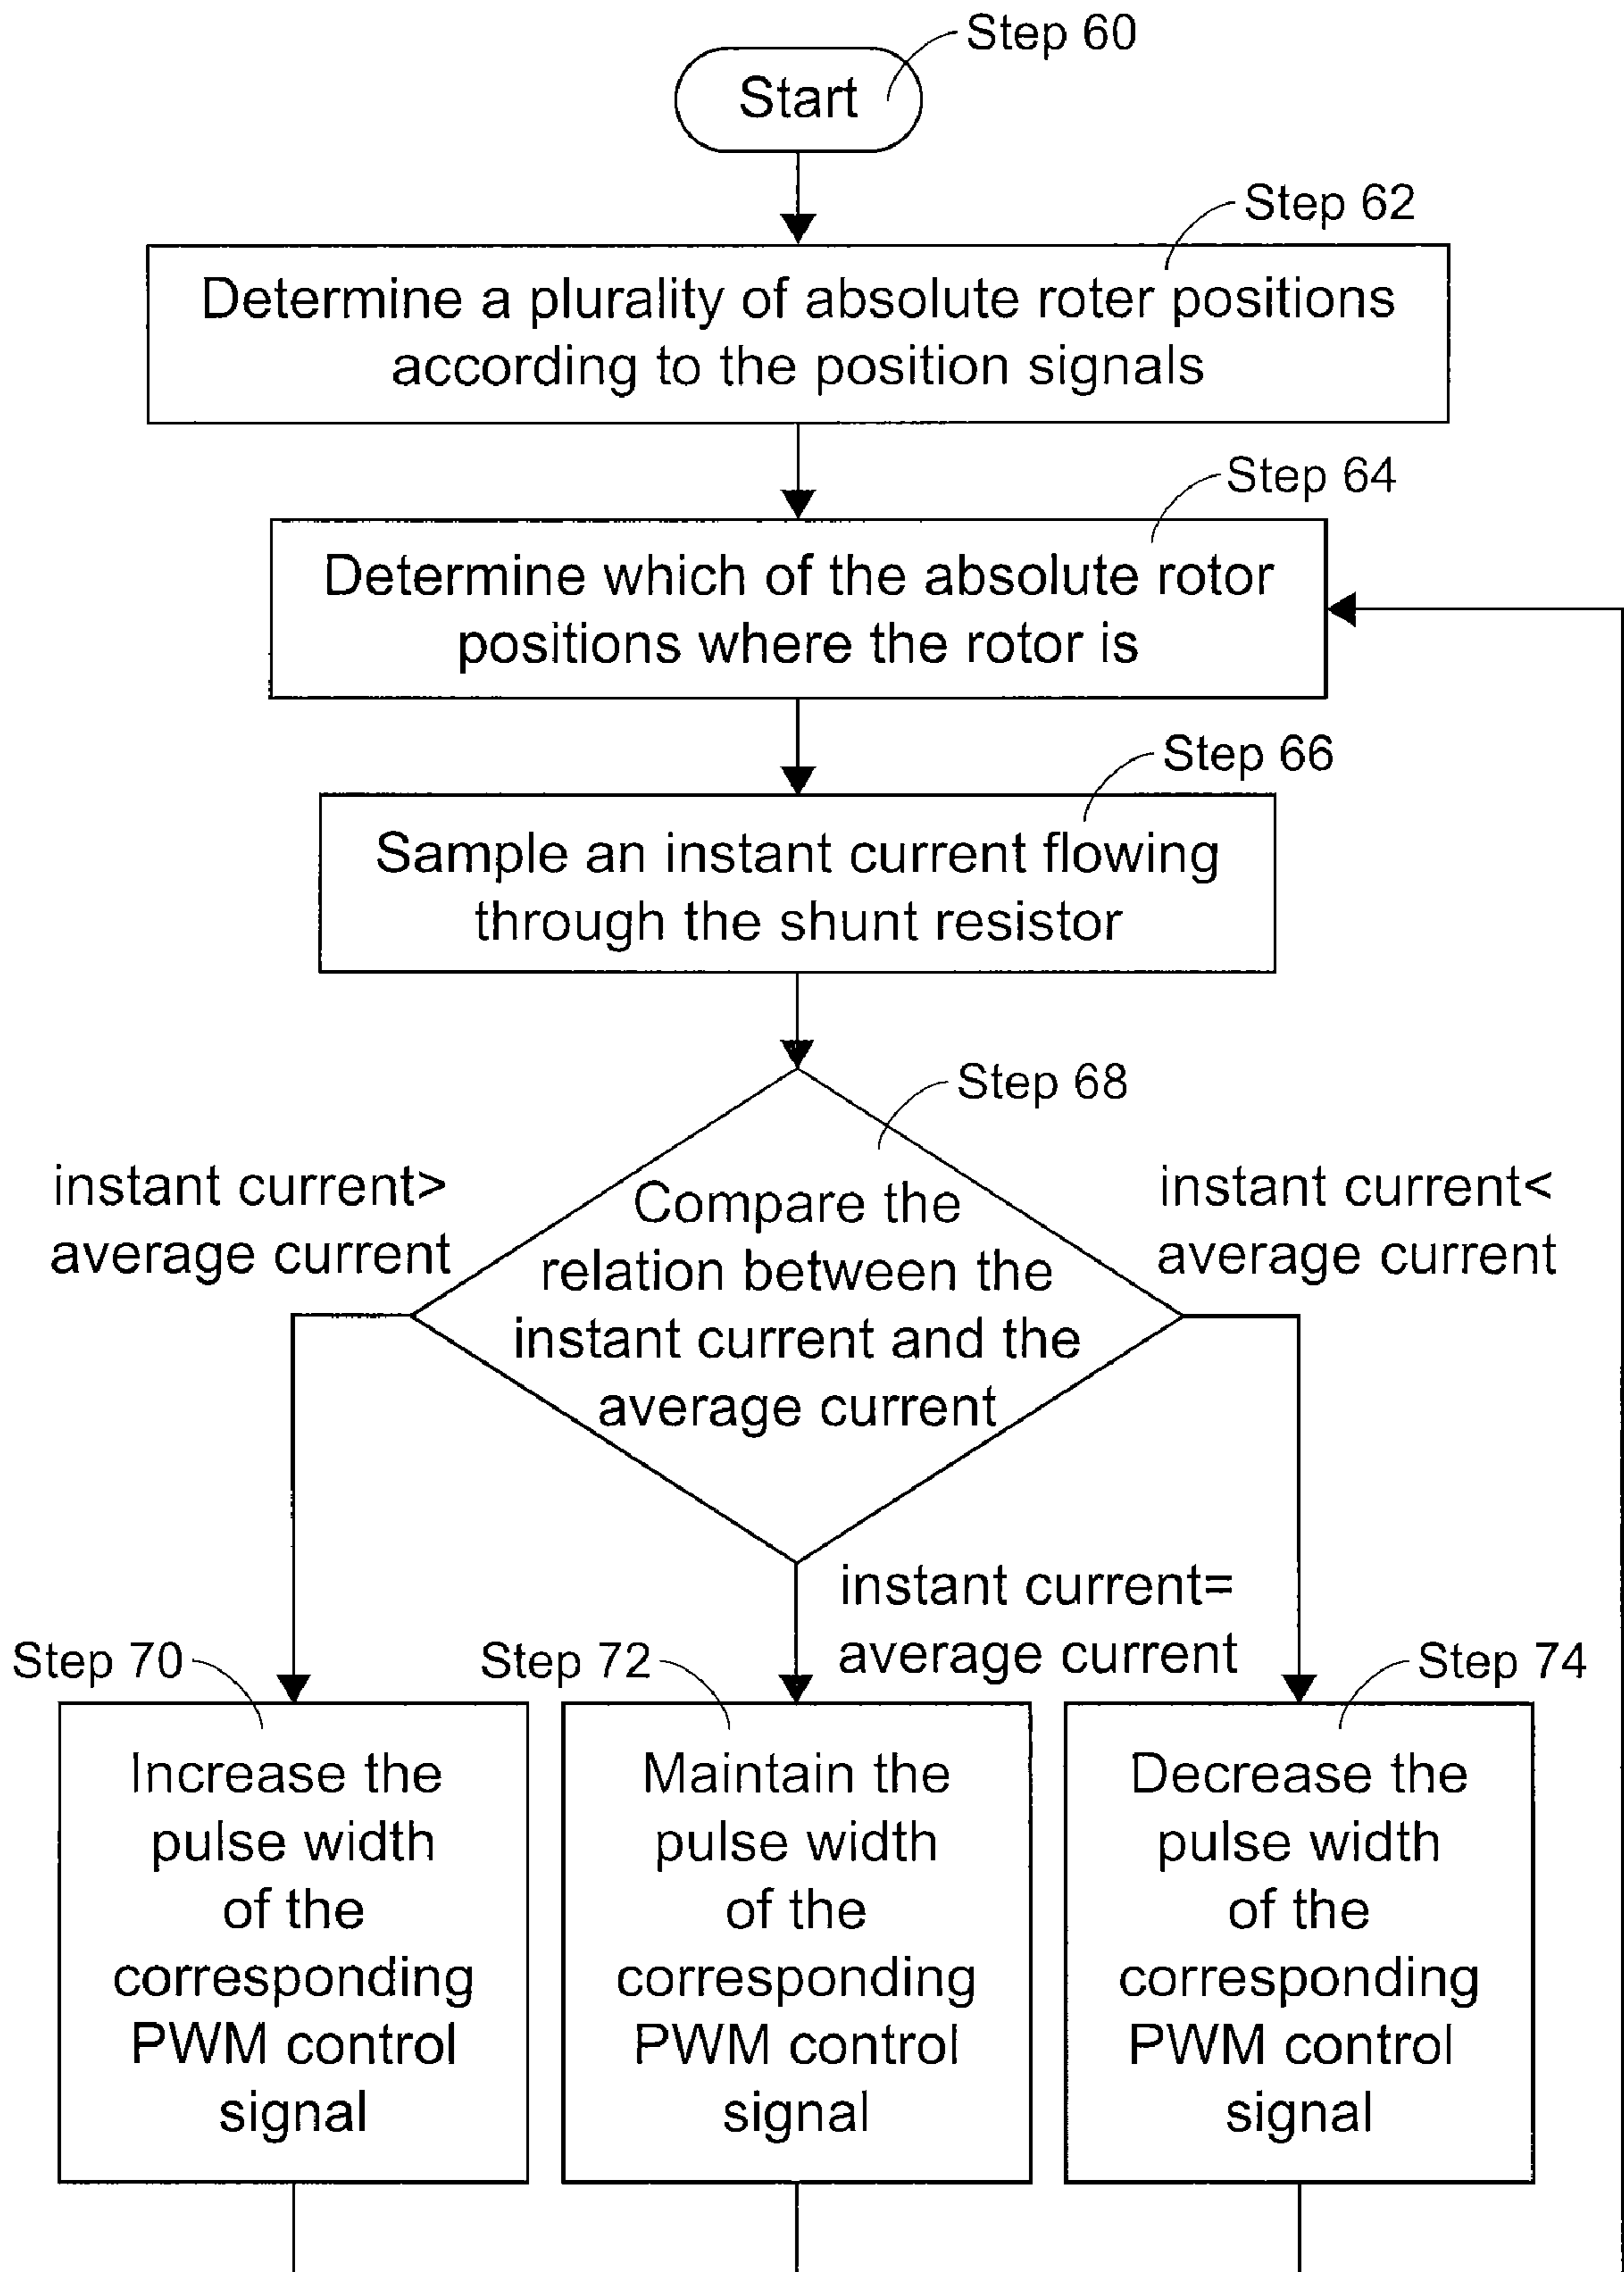 Step 60
Start
Step 62
Determine a plurality of absolute roter positions
according to the position signals
Step 64
Determine which of the absolute rotor
positions where the rotor is
Step 66
Sample an instant current flowing
through the shunt resistor
Step 68
instant current>
average current
Compare the
relation between the
instant current and the
average current
instant current<
average current
instant current=
average current
Step 70
Increase the
pulse width
of the
corresponding
PWM control
signal
Step 72
Maintain the
pulse width
of the
corresponding
PWM control
signal
Step 74
Decrease the
pulse width
of the
corresponding
PWM control
signal